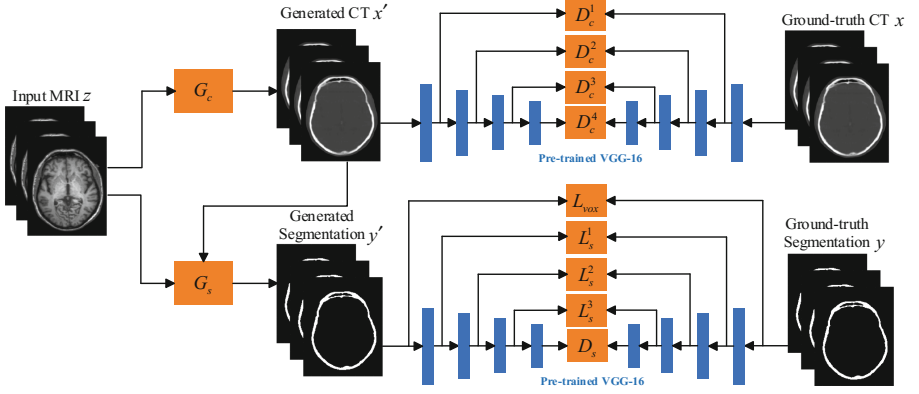 Generated CT x′
Ground-truth CT x
D_c^1
D_c^2
D_c^3
D_c^4
Input MRI z
G_c
Pre-trained VGG-16
Generated
Segmentation y′
Ground-truth
Segmentation y
G_s
L_vox
L_s^1
L_s^2
L_s^3
D_s
Pre-trained VGG-16